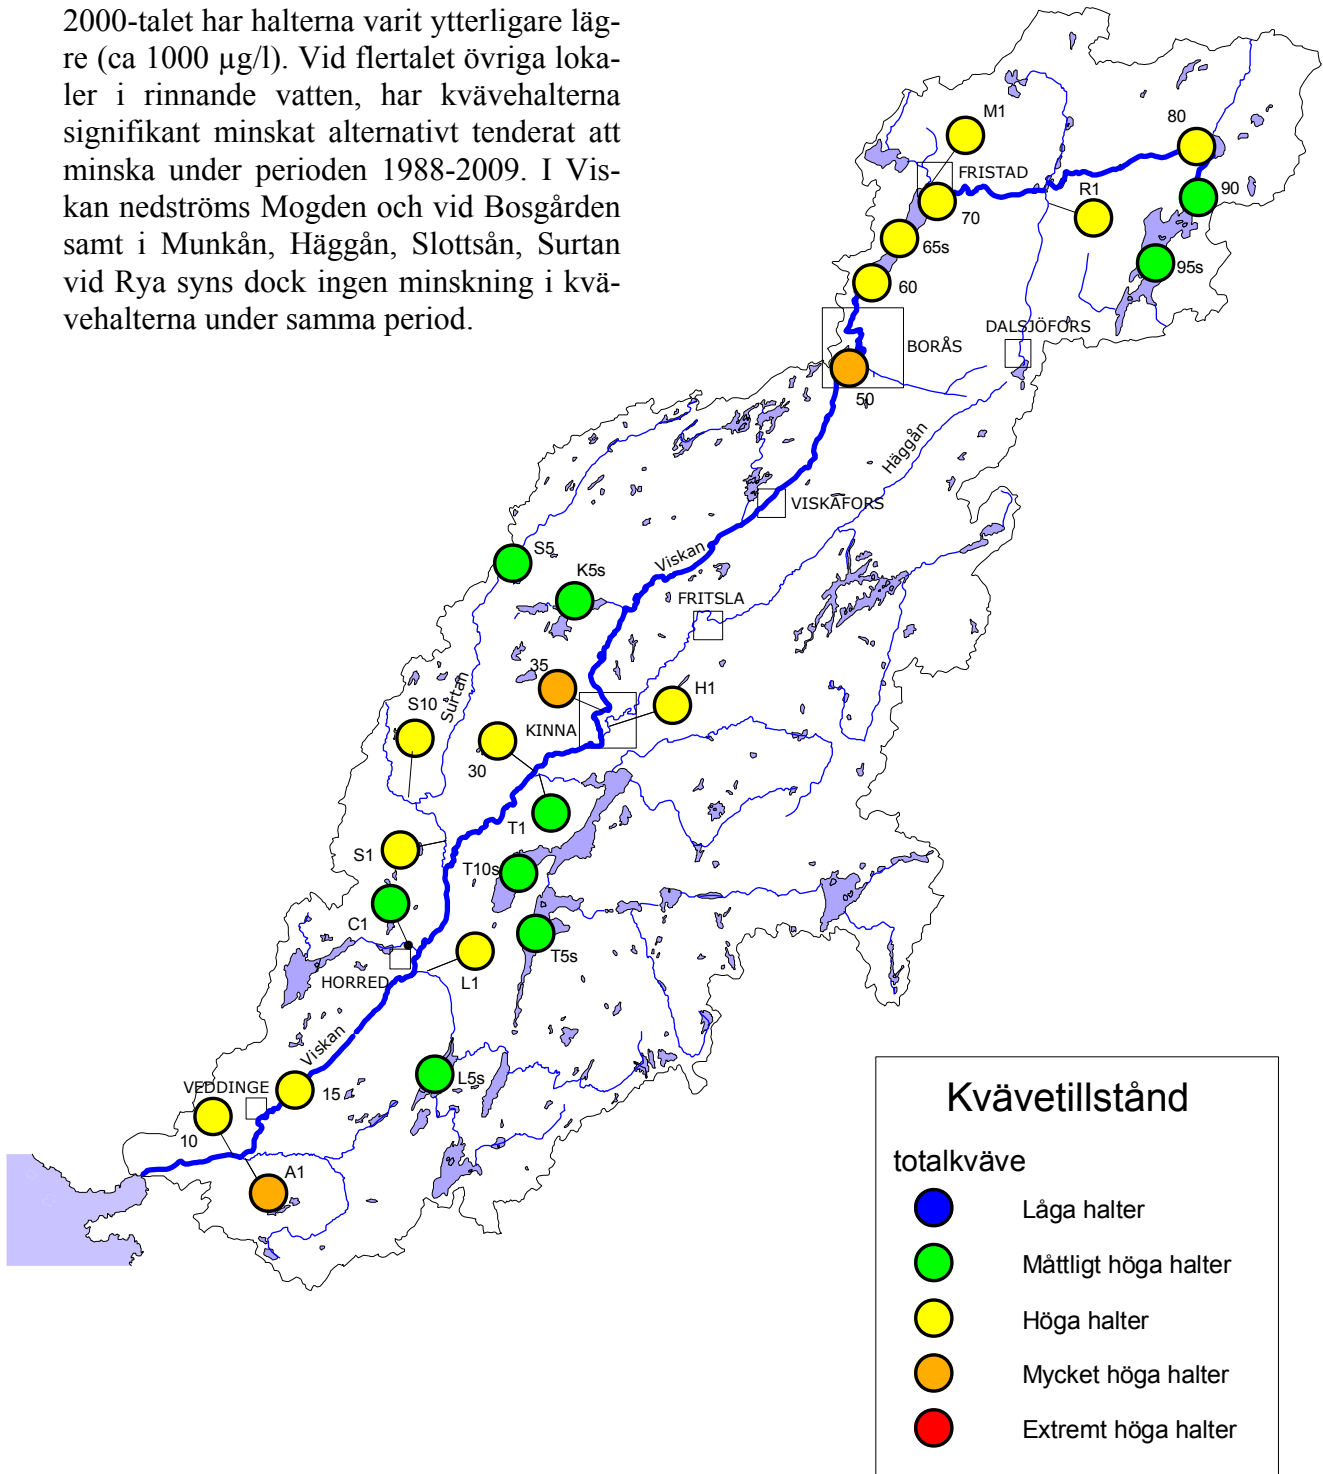 2000-talet har halterna varit ytterligare läg-
re (ca 1000 µg/l). Vid flertalet övriga loka-
ler i rinnande vatten, har kvävehalterna
signifikant minskat alternativt tenderat att
minska under perioden 1988-2009. I Vis-
kan nedströms Mogden och vid Bosgården
samt i Munkån, Häggån, Slottsån, Surtan
vid Rya syns dock ingen minskning i kvä-
vehalterna under samma period.
M1
80
FRISTAD
R1
90
70
65s
95s
60
DALSJÖFORS
BORÅS
50
Häggån
VISKAFORS
S5
Viskan
K5s
FRITSLA
35
H1
Surtan
S10
KINNA
30
T1
S1
T10s
C1
T5s
HORRED
L1
Viskan
L5s
VEDDINGE
15
10
A1
Kvävetillstånd
totalkväve
Låga halter
Måttligt höga halter
Höga halter
Mycket höga halter
Extremt höga halter